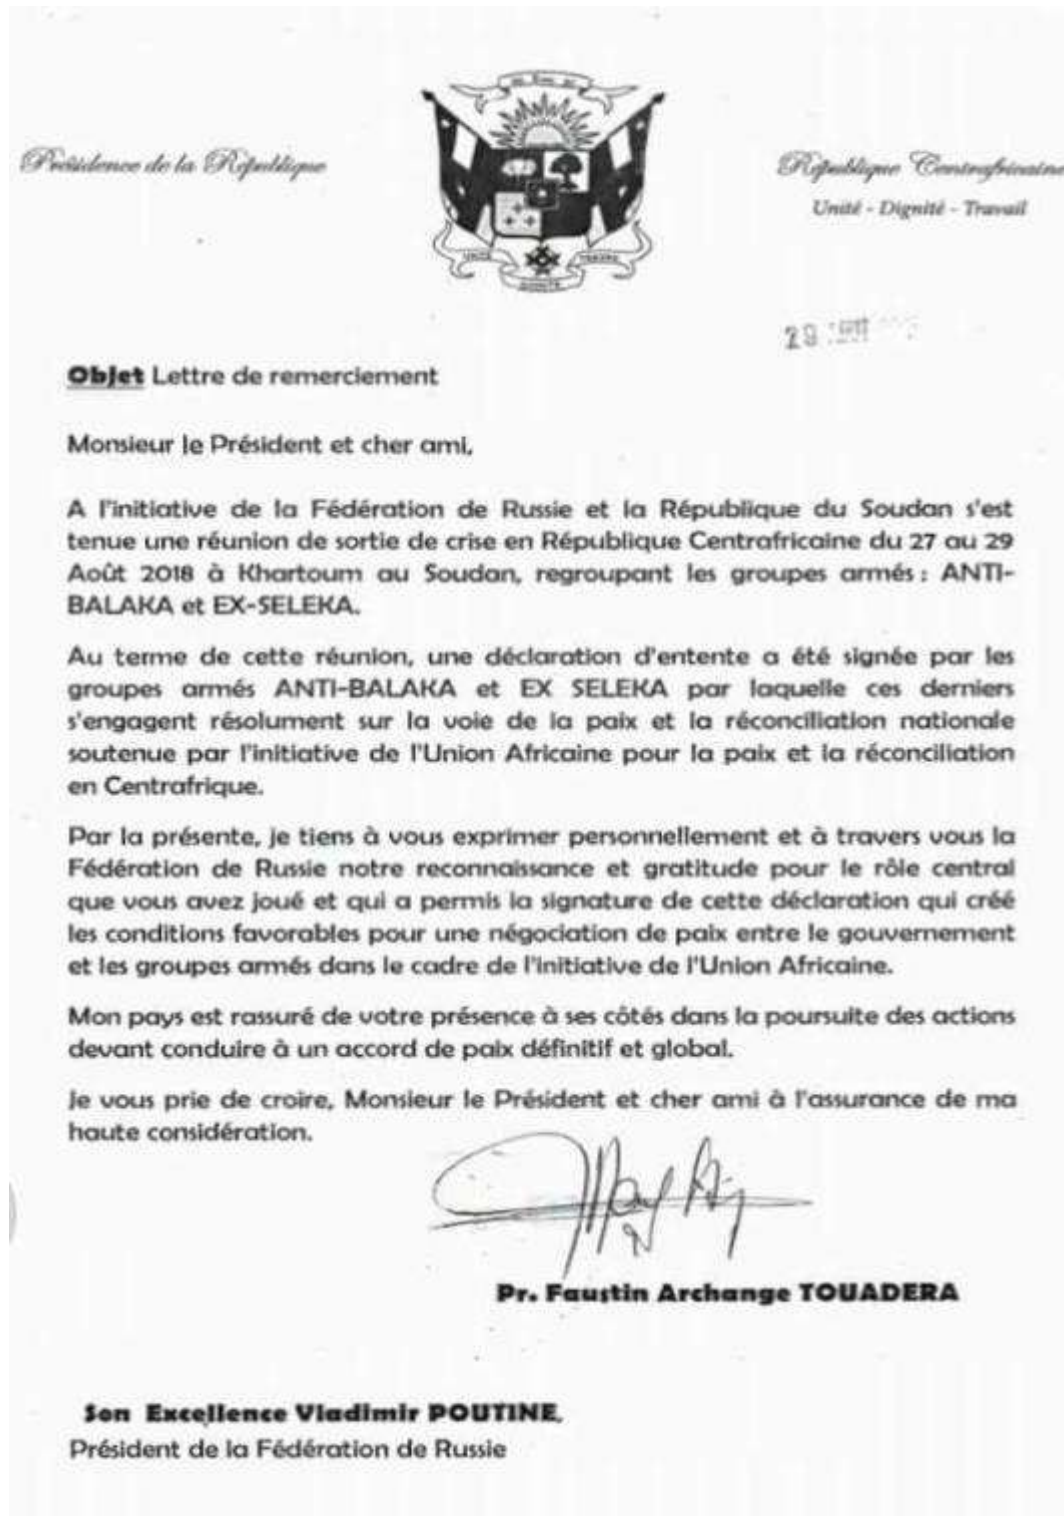 Présidence de la République
République Centrafricaine
Unité - Dignité - Travail
UNITÉ
DIGNITÉ
TRAVAIL
29
Objet Lettre de remerciement
Monsieur le Président et cher ami,
A l'initiative de la Fédération de Russie et la République du Soudan s'est
tenue une réunion de sortie de crise en République Centrafricaine du 27 au 29
Août 2018 à Khartoum au Soudan, regroupant les groupes armés : ANTI-
BALAKA et EX-SELEKA.
Au terme de cette réunion, une déclaration d'entente a été signée par les
groupes armés ANTI-BALAKA et EX SELEKA par laquelle ces derniers
s'engagent résolument sur la voie de la paix et la réconciliation nationale
soutenue par l'initiative de l'Union Africaine pour la paix et la réconciliation
en Centrafrique.
Par la présente, je tiens à vous exprimer personnellement et à travers vous la
Fédération de Russie notre reconnaissance et gratitude pour le rôle central
que vous avez joué et qui a permis la signature de cette déclaration qui créé
les conditions favorables pour une négociation de paix entre le gouvernement
et les groupes armés dans le cadre de l'initiative de l'Union Africaine.
Mon pays est rassuré de votre présence à ses côtés dans la poursuite des actions
devant conduire à un accord de paix définitif et global.
Je vous prie de croire, Monsieur le Président et cher ami à l'assurance de ma
haute considération.
Pr. Faustin Archange TOUADERA
Son Excellence Vladimir POUTINE,
Président de la Fédération de Russie